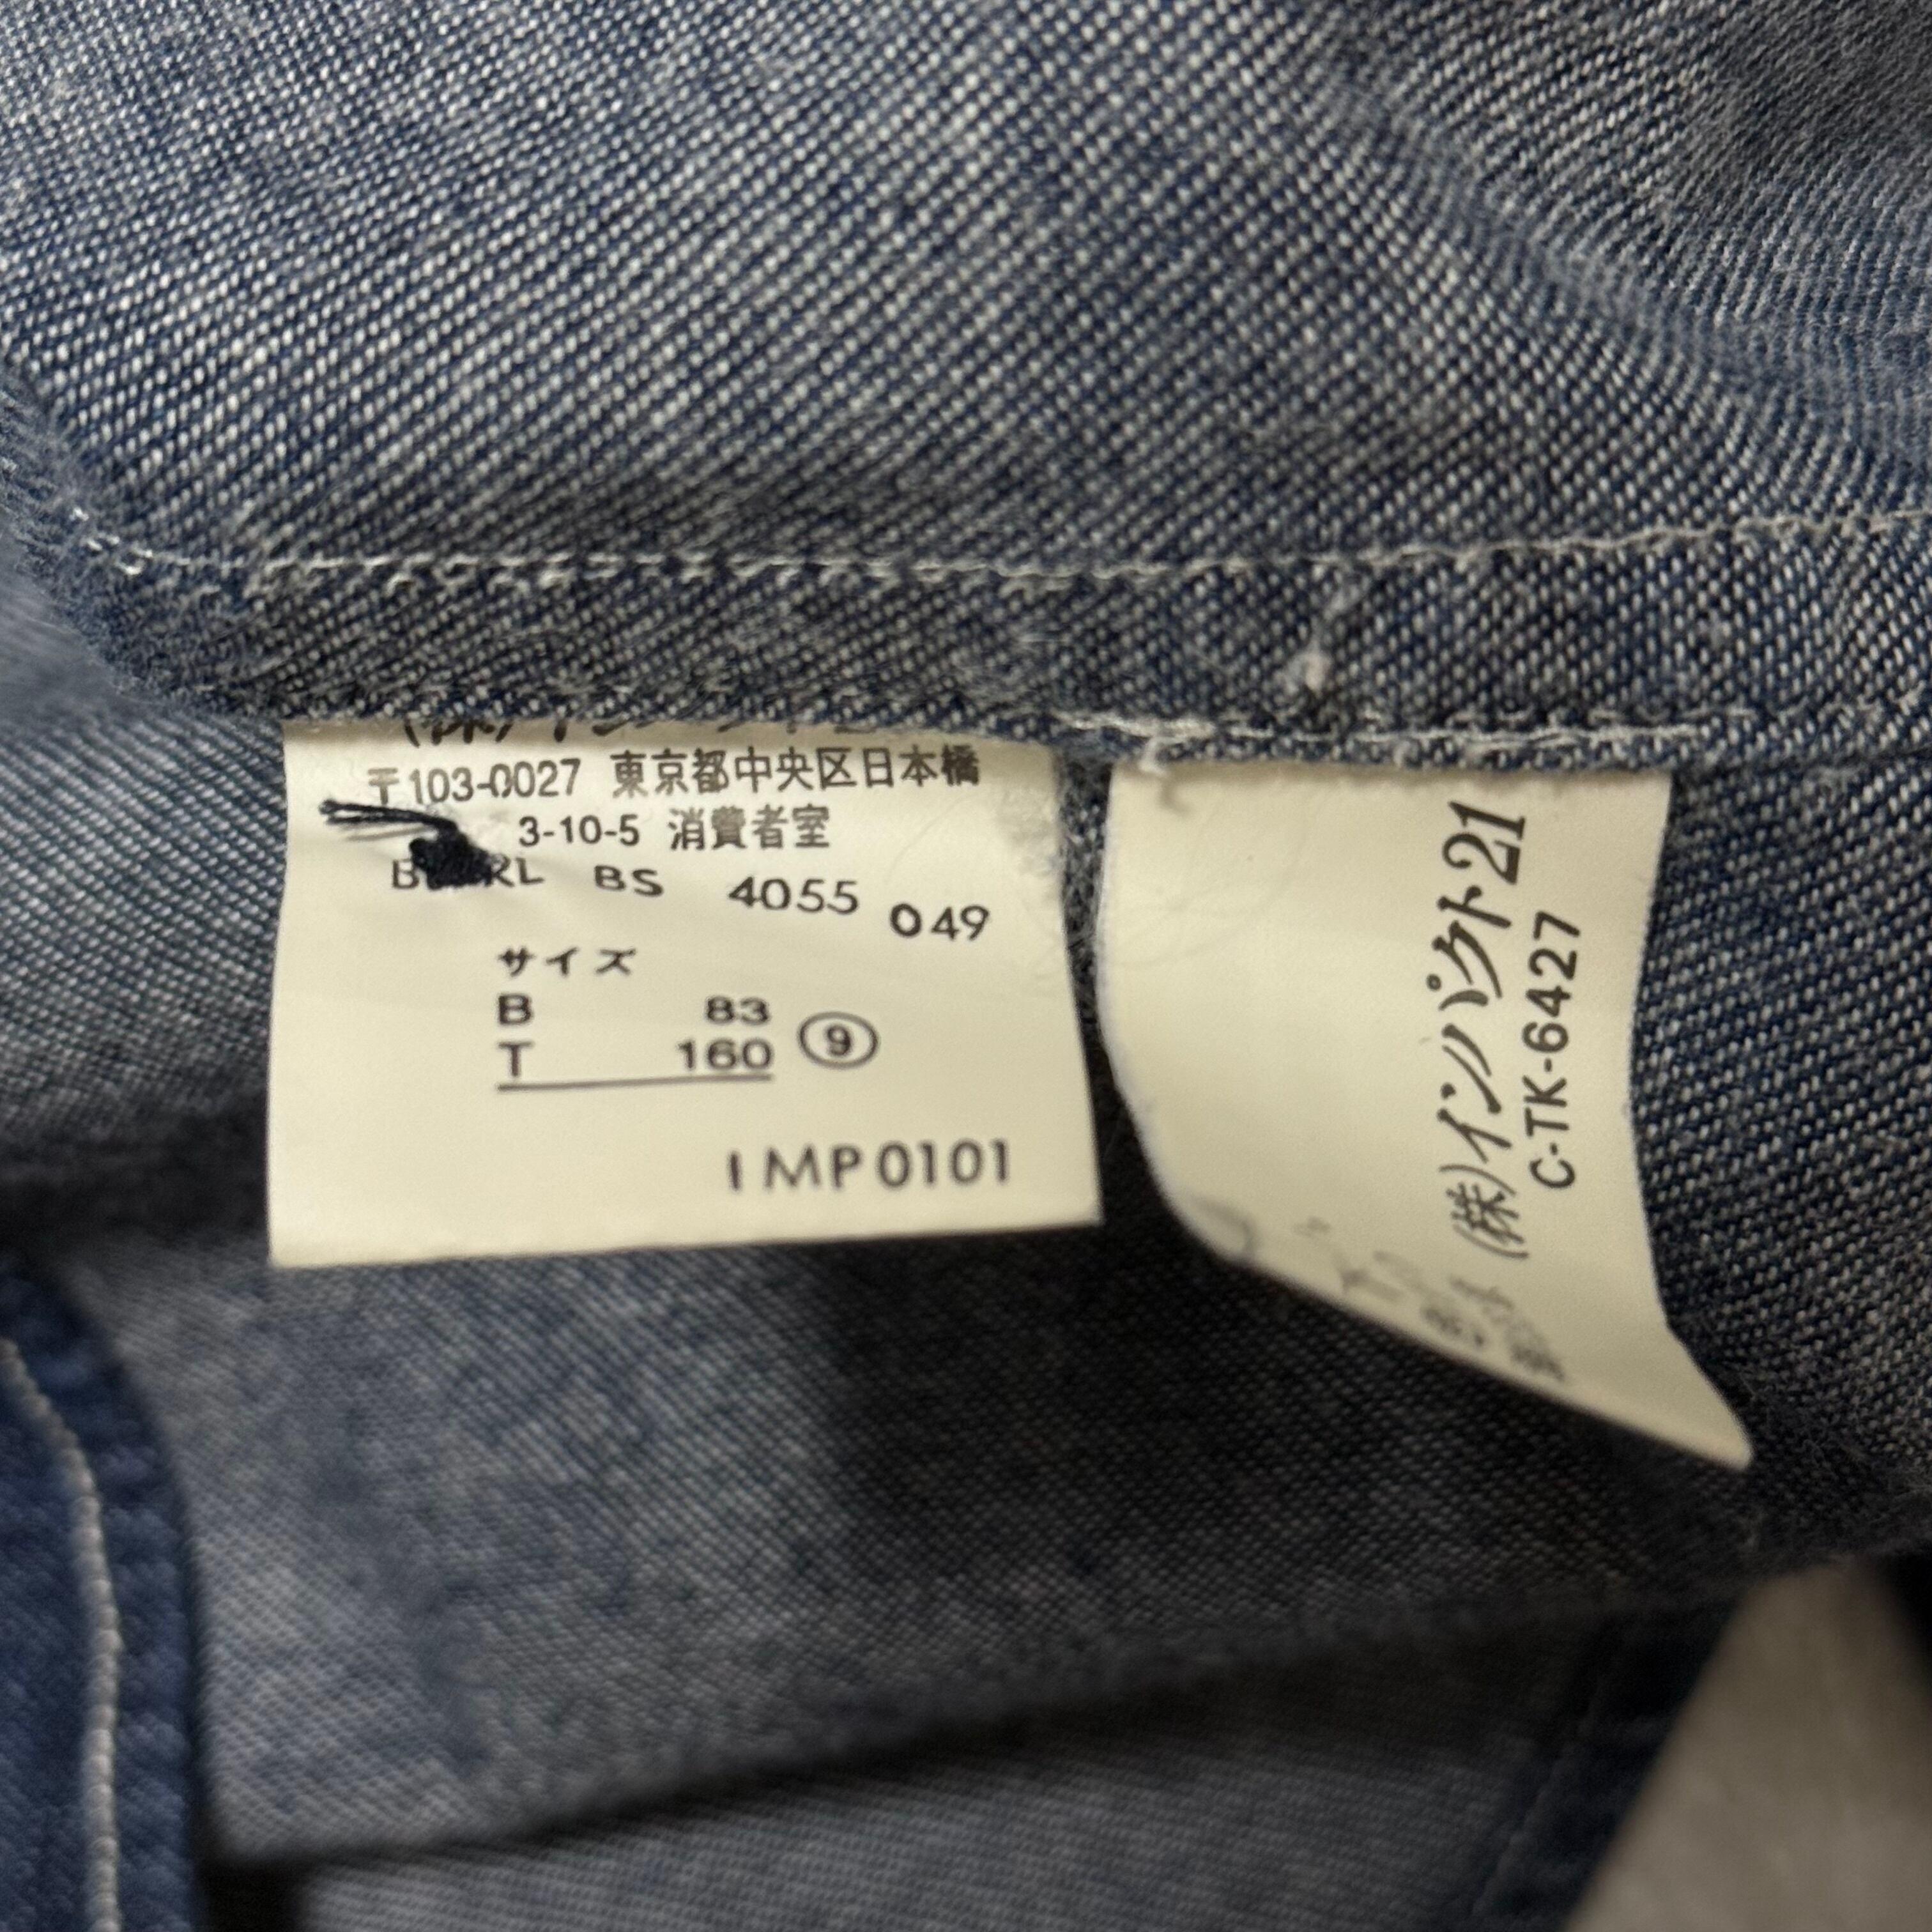 〒103-0027 東京都中央区日本橋
3-10-5 消費者室
BS 4055 049
サイズ
B 83
T 160 ⑨
IMP0101
(株)インパクト21
C-TK-6427